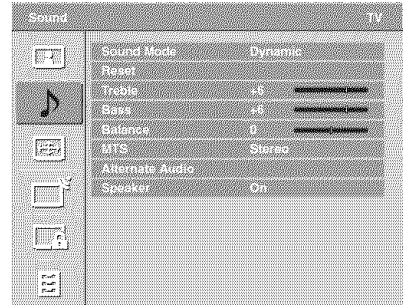 Sound TV
Sound Mode Dynamic
Reset
Treble +6
Bass +6
Balance 0
MTS Stereo
Alternate Audio
Speaker On